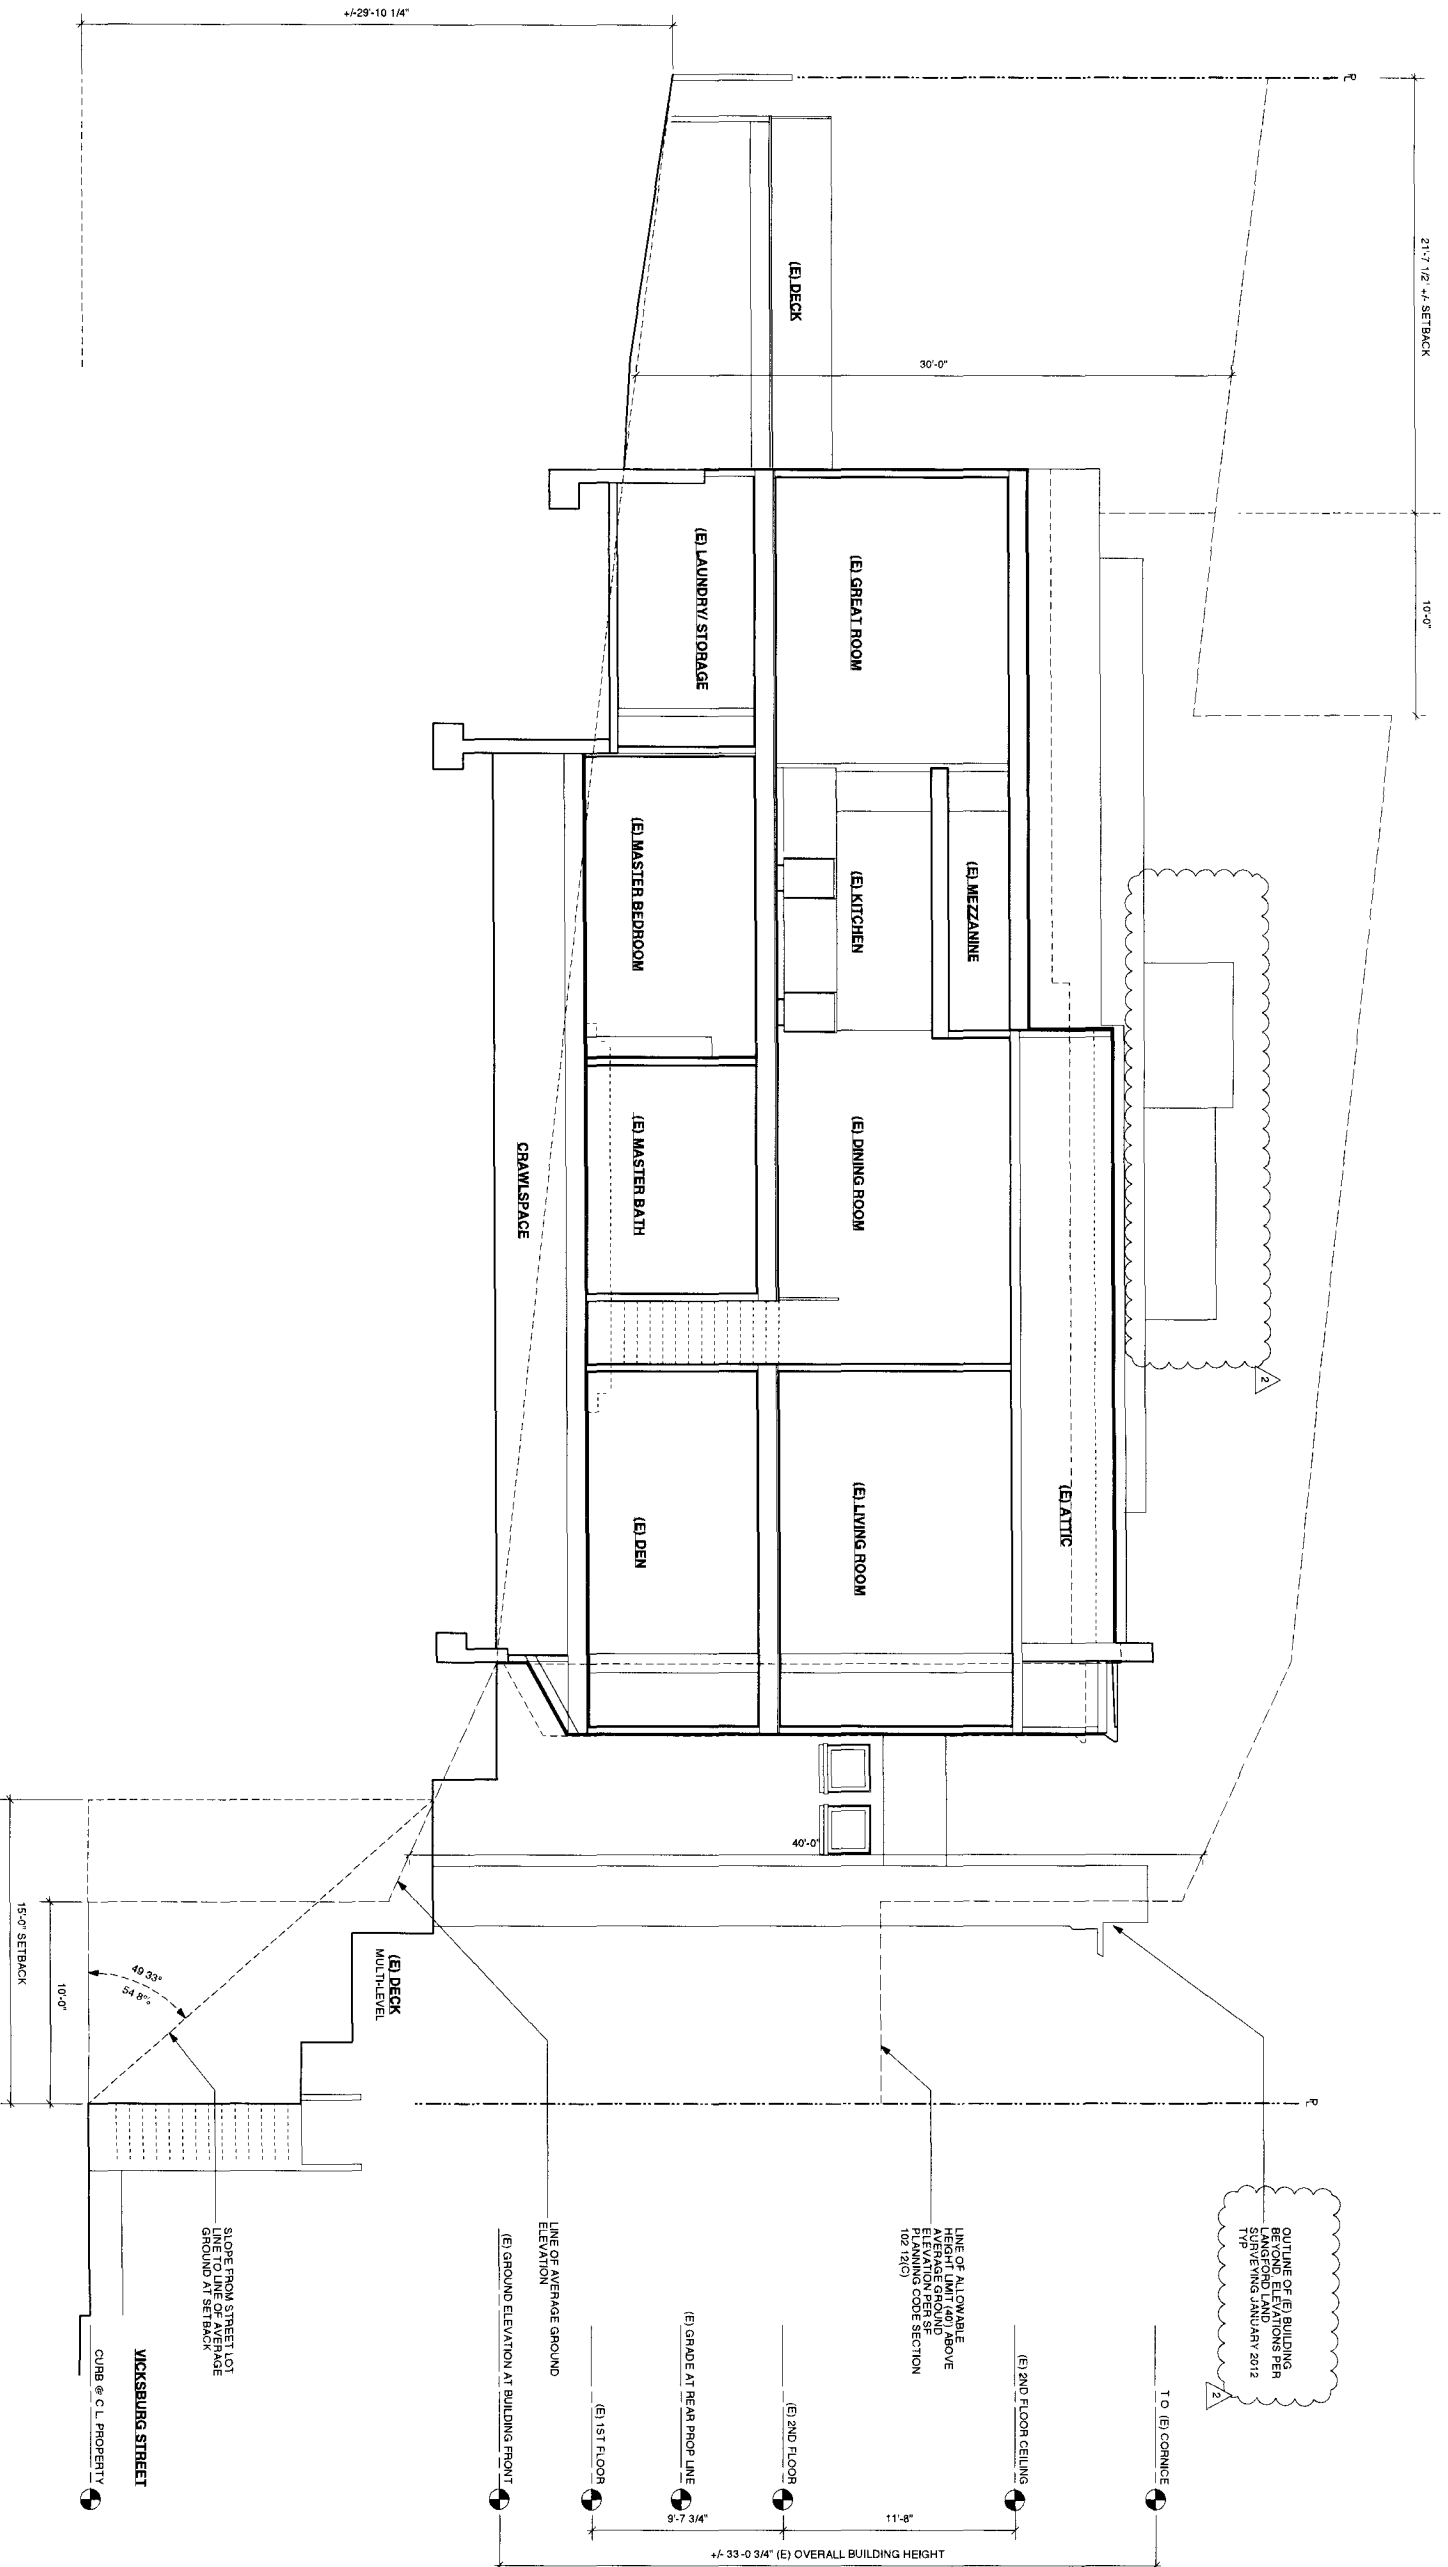 +/-29'-10 1/4"
PL
21'-7 1/2" +/- SETBACK
10'-0"
30'-0"
(E) DECK
(E) GREAT ROOM
(E) LAUNDRY/ STORAGE
(E) MEZZANINE
(E) KITCHEN
(E) MASTER BEDROOM
(E) DINING ROOM
(E) MASTER BATH
CRAWLSPACE
2
(E) ATTIC
(E) LIVING ROOM
(E) DEN
40'-0"
(E) DECK
MULTI-LEVEL
15'-0" SETBACK
10'-0"
49 33°
54 8°
PL
OUTLINE OF (E) BUILDING
BEYOND, ELEVATIONS PER
LANGFORD LAND
SURVEYING JANUARY 2012
TYP
2
LINE OF ALLOWABLE
HEIGHT LIMIT (40') ABOVE
AVERAGE GROUND
ELEVATION PER SF
PLANNING CODE SECTION
102 12(C)
LINE OF AVERAGE GROUND
ELEVATION
SLOPE FROM STREET LOT
LINE TO LINE OF AVERAGE
GROUND AT SETBACK
T O (E) CORNICE
(E) 2ND FLOOR CEILING
(E) 2ND FLOOR
(E) GRADE AT REAR PROP LINE
(E) 1ST FLOOR
(E) GROUND ELEVATION AT BUILDING FRONT
VICKSBURG STREET
CURB @ C L PROPERTY
9'-7 3/4"
11'-8"
+/- 33 -0 3/4" (E) OVERALL BUILDING HEIGHT